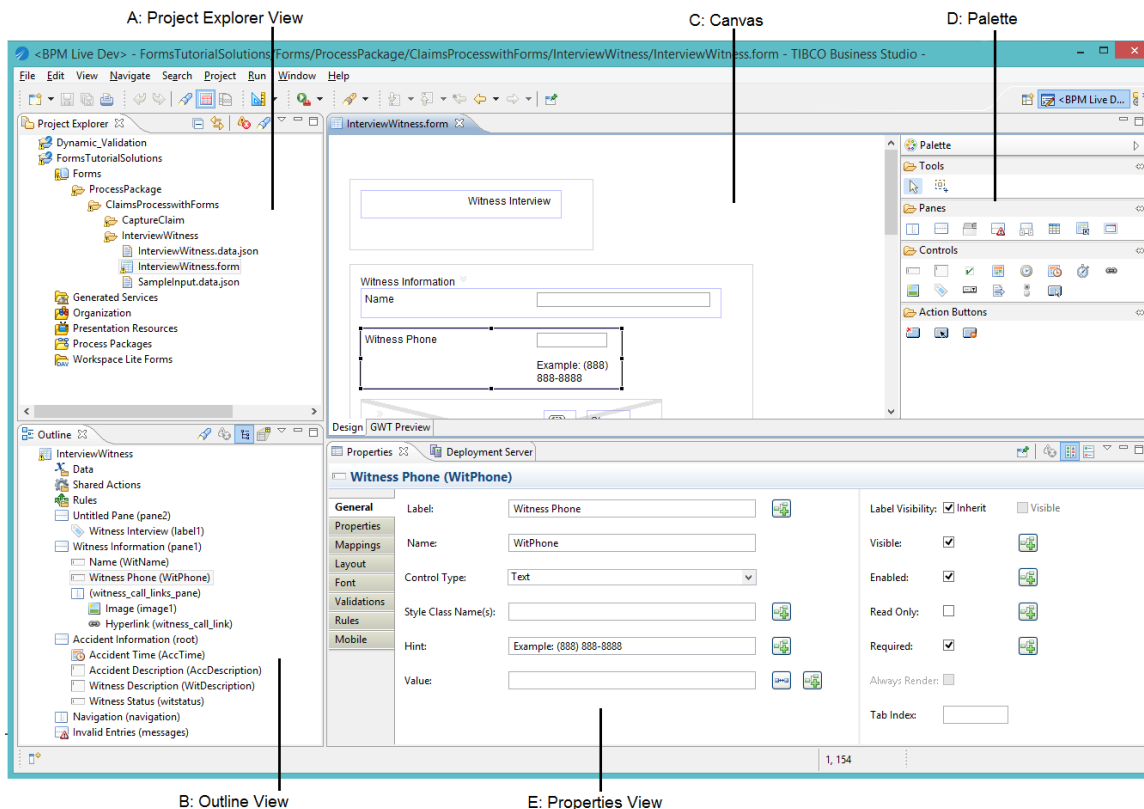 A: Project Explorer View
C: Canvas
D: Palette
<BPM Live Dev> - FormsTutorialSolutions/Forms/ProcessPackage/ClaimsProcesswithForms/InterviewWitness/InterviewWitness.form - TIBCO Business Studio -
File Edit View Navigate Search Project Run Window Help
<BPM Live D...
Project Explorer
Dynamic_Validation
FormsTutorialSolutions
Forms
ProcessPackage
ClaimsProcesswithForms
CaptureClaim
InterviewWitness
InterviewWitness.data.json
InterviewWitness.form
SampleInput.data.json
Generated Services
Organization
Presentation Resources
Process Packages
Workspace Lite Forms
InterviewWitness.form
Witness Interview
Witness Information
Name
Witness Phone
Example: (888)
888-8888
Design GWT Preview
Palette
Tools
Panes
Controls
Action Buttons
Outline
InterviewWitness
Data
Shared Actions
Rules
Untitled Pane (pane2)
Witness Interview (label1)
Witness Information (pane1)
Name (WitName)
Witness Phone (WitPhone)
(witness_call_links_pane)
Image (image1)
Hyperlink (witness_call_link)
Accident Information (root)
Accident Time (AccTime)
Accident Description (AccDescription)
Witness Description (WitDescription)
Witness Status (witstatus)
Navigation (navigation)
Invalid Entries (messages)
Properties Deployment Server
Witness Phone (WitPhone)
General
Properties
Mappings
Layout
Font
Validations
Rules
Mobile
Label: Witness Phone
Name: WitPhone
Control Type: Text
Style Class Name(s):
Hint: Example: (888) 888-8888
Value:
Label Visibility: Inherit Visible
Visible:
Enabled:
Read Only:
Required:
Always Render:
Tab Index:
1, 154
B: Outline View
E: Properties View